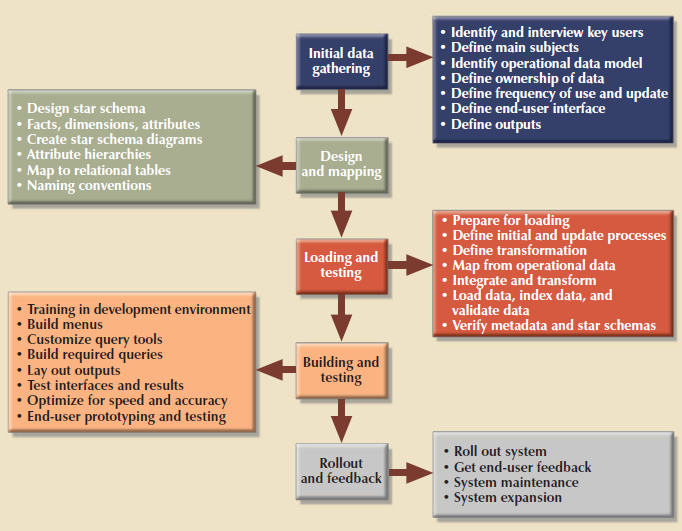 Initial data
gathering
• Identify and interview key users
• Define main subjects
• Identify operational data model
• Define ownership of data
• Define frequency of use and update
• Define end-user interface
• Define outputs
Design
and mapping
• Design star schema
• Facts, dimensions, attributes
• Create star schema diagrams
• Attribute hierarchies
• Map to relational tables
• Naming conventions
Loading and
testing
• Prepare for loading
• Define initial and update processes
• Define transformation
• Map from operational data
• Integrate and transform
• Load data, index data, and
validate data
• Verify metadata and star schemas
Building and
testing
• Training in development environment
• Build menus
• Customize query tools
• Build required queries
• Lay out outputs
• Test interfaces and results
• Optimize for speed and accuracy
• End-user prototyping and testing
Rollout
and feedback
• Roll out system
• Get end-user feedback
• System maintenance
• System expansion